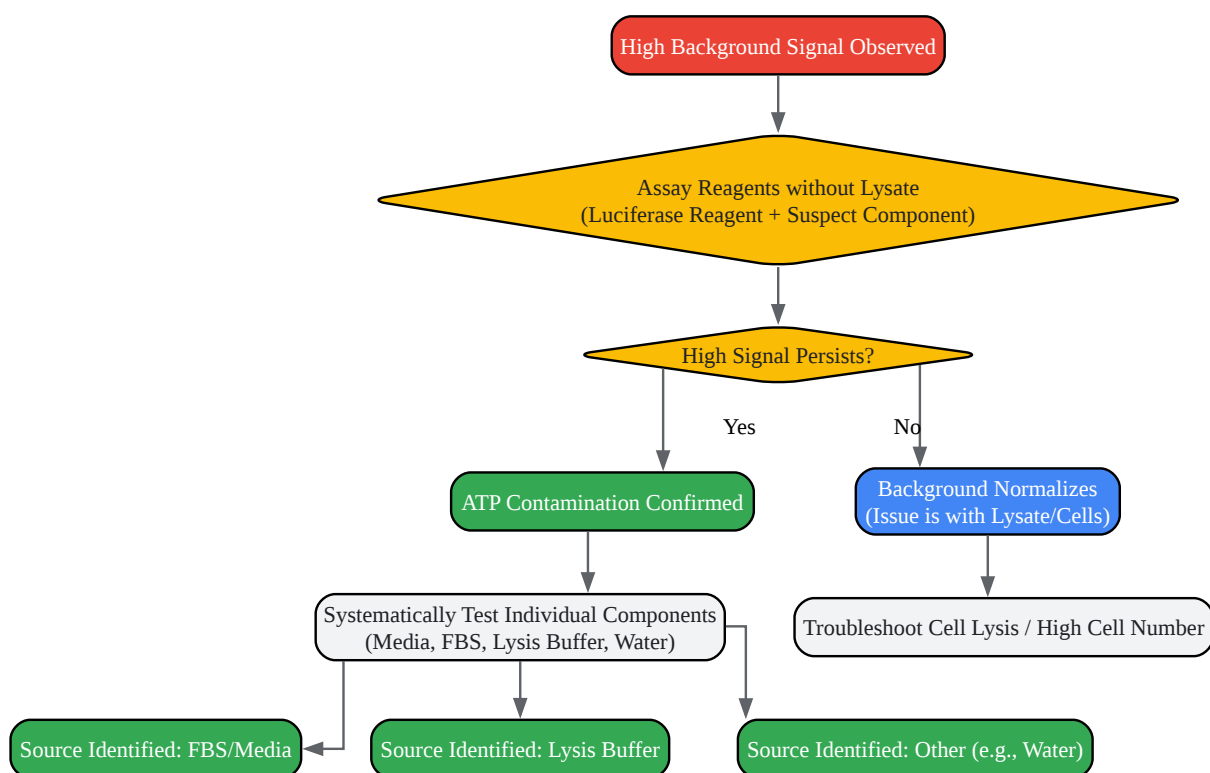 High Background Signal Observed
Assay Reagents without Lysate
(Luciferase Reagent + Suspect Component)
High Signal Persists?
Yes
No
ATP Contamination Confirmed
Background Normalizes
(Issue is with Lysate/Cells)
Systematically Test Individual Components
(Media, FBS, Lysis Buffer, Water)
Troubleshoot Cell Lysis / High Cell Number
Source Identified: FBS/Media
Source Identified: Lysis Buffer
Source Identified: Other (e.g., Water)